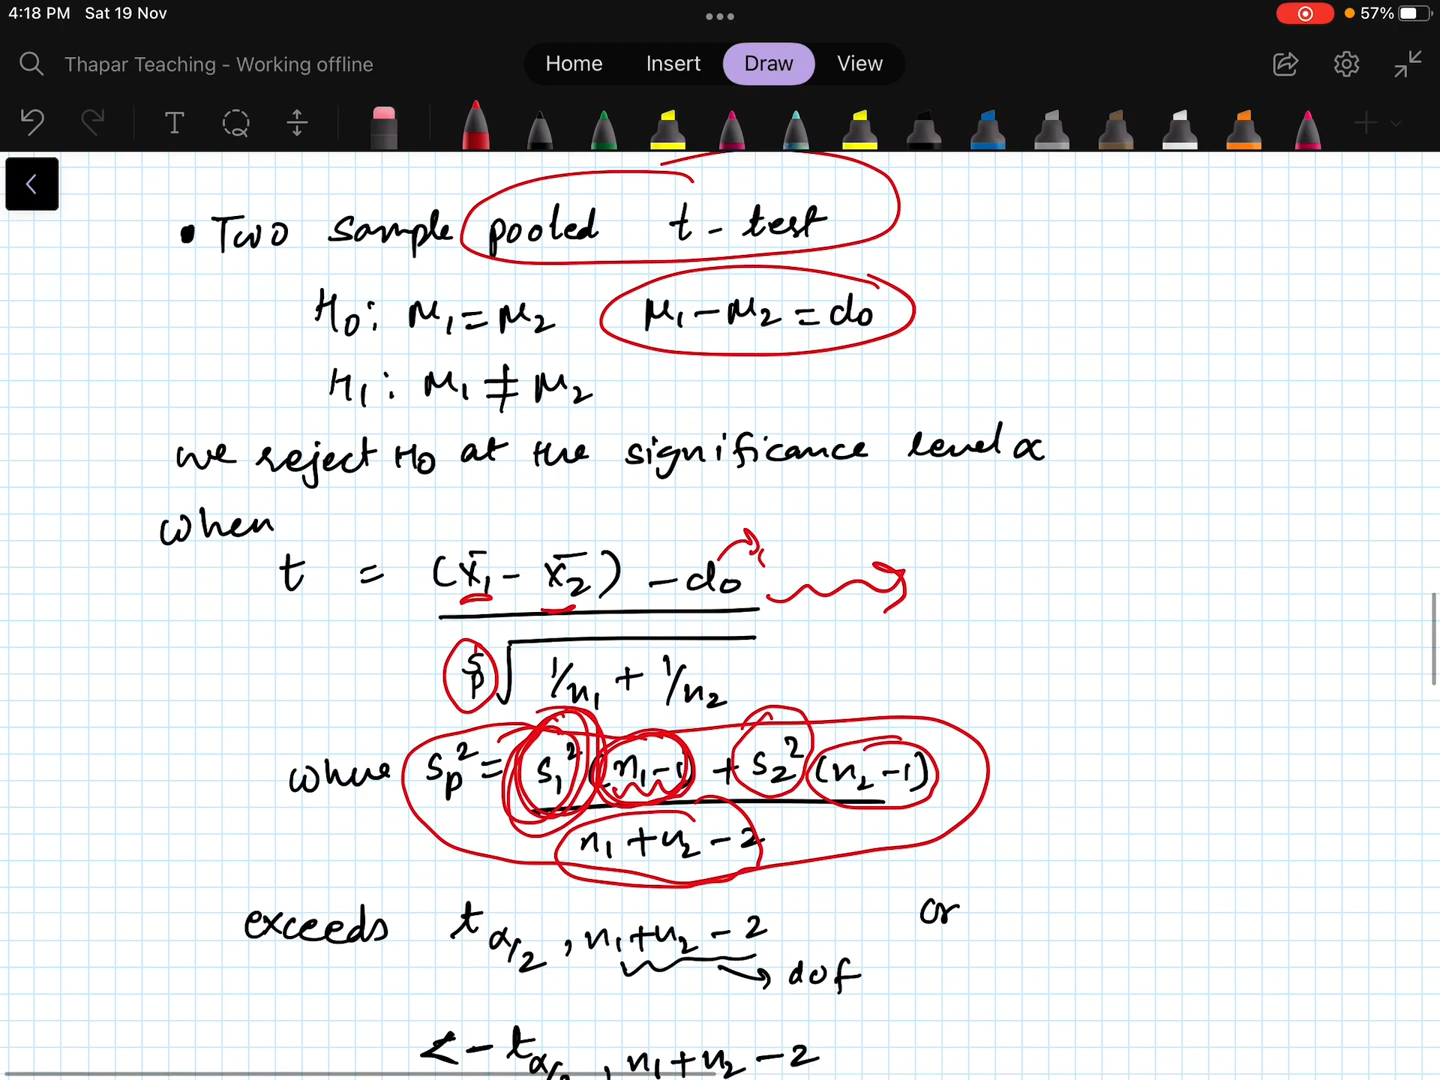 4:18 PM Sat 19 Nov
57%
Thapar Teaching - Working offline
Home Insert Draw View
• Two sample pooled t - test
H₀: μ₁ = μ₂ μ₁ - μ₂ = d₀
H₁: μ₁ ≠ μ₂
we reject H₀ at the significance level α
when
t = (x̄₁ - x̄₂) - d₀
Sp √ 1/n₁ + 1/n₂
where Sp² = S₁² (n₁-1) + S₂² (n₂-1)
n₁ + n₂ - 2
exceeds t α/2, n₁+n₂-2 or
→ dof
< - t α/2, n₁+n₂-2